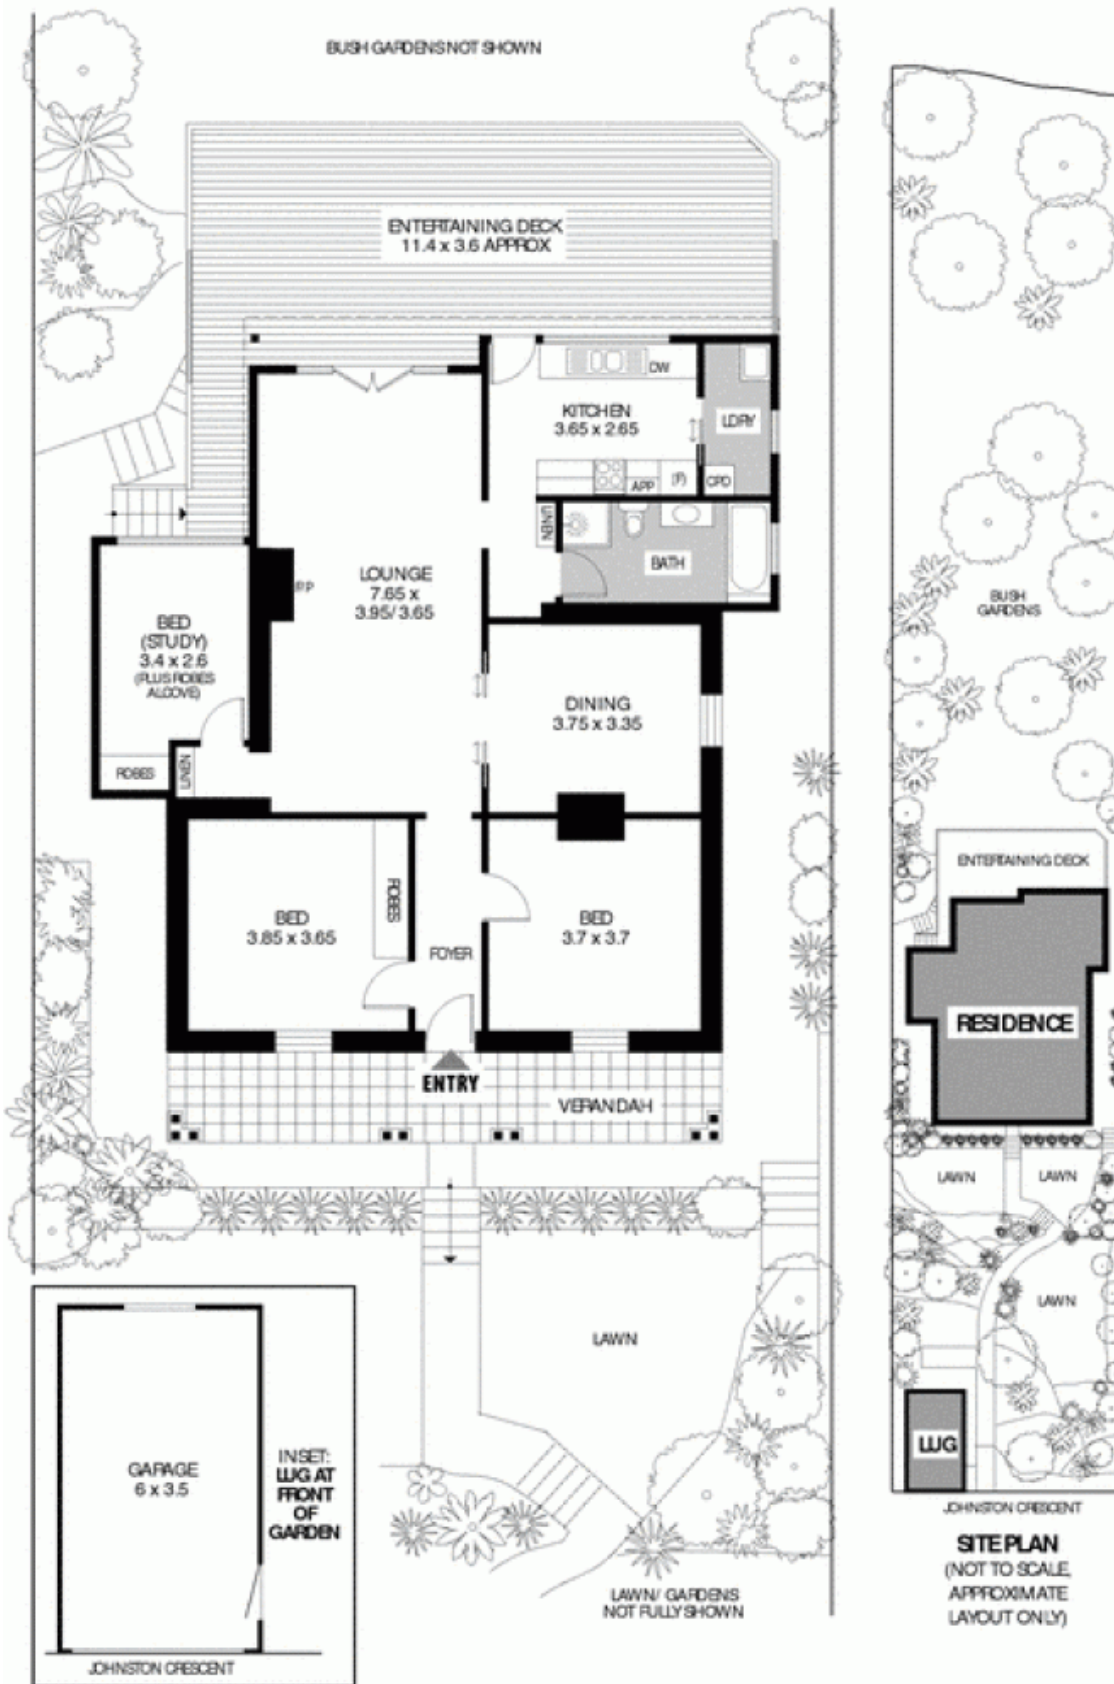 BUSH GARDENS NOT SHOWN
ENTERTAINING DECK
11.4 x 3.6 APPROX
KITCHEN
3.65 x 2.65
DW
LDRY
APP
(F)
CPD
LINEN
BATH
LOUNGE
7.65 x
3.95/ 3.65
F.P
BED
(STUDY)
3.4 x 2.6
(PLUS ROBES
ALCOVE)
ROBES
LINEN
DINING
3.75 x 3.35
BED
3.85 x 3.65
ROBES
FOYER
BED
3.7 x 3.7
ENTRY
VERANDAH
LAWN
LAWN/ GARDENS
NOT FULLY SHOWN
GARAGE
6 x 3.5
INSET:
LUG AT
FRONT
OF
GARDEN
JOHNSTON CRESCENT
BUSH
GARDENS
ENTERTAINING DECK
RESIDENCE
LAWN
LAWN
LAWN
LUG
JOHNSTON CRESCENT
SITE PLAN
(NOT TO SCALE,
APPROXIMATE
LAYOUT ONLY)